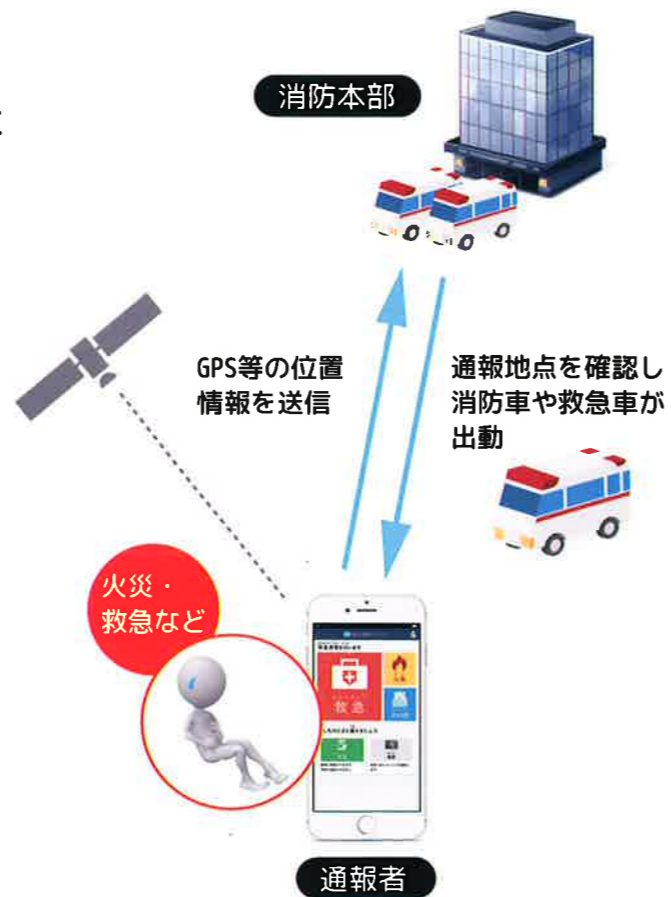 消防本部
GPS等の位置
情報を送信
通報地点を確認し
消防車や救急車が
出動
火災・
救急など
救急
通報者